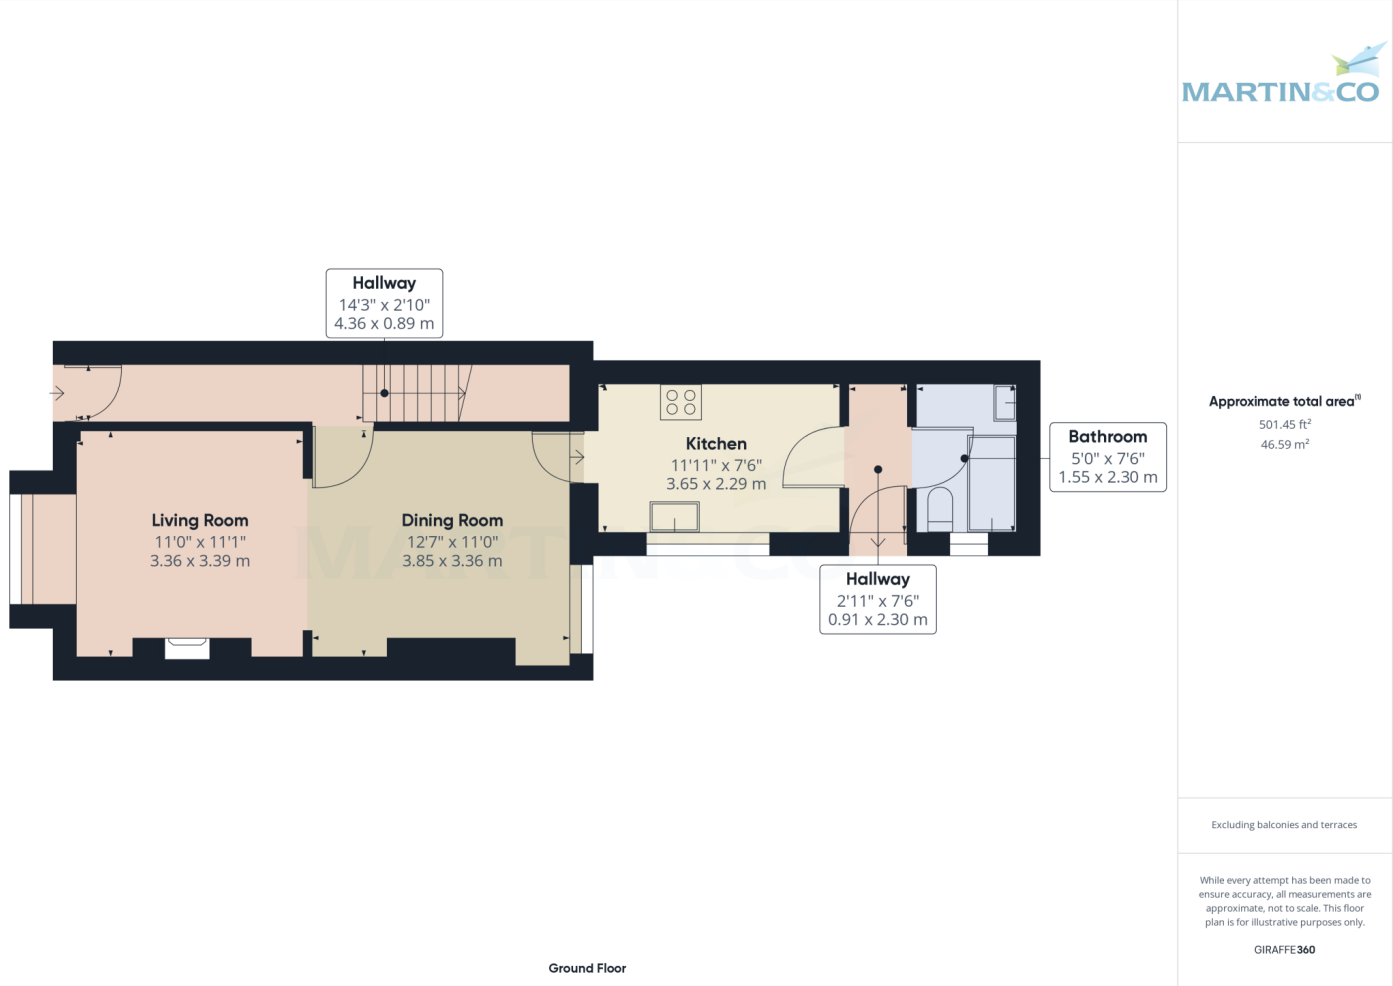 MARTIN&CO
Hallway
14'3" x 2'10"
4.36 x 0.89 m
Living Room
11'0" x 11'1"
3.36 x 3.39 m
Dining Room
12'7" x 11'0"
3.85 x 3.36 m
Kitchen
11'11" x 7'6"
3.65 x 2.29 m
Bathroom
5'0" x 7'6"
1.55 x 2.30 m
Hallway
2'11" x 7'6"
0.91 x 2.30 m
MARTIN&CO
Ground Floor
Approximate total area⁽¹⁾
501.45 ft²
46.59 m²
Excluding balconies and terraces
While every attempt has been made to
ensure accuracy, all measurements are
approximate, not to scale. This floor
plan is for illustrative purposes only.
GIRAFFE360